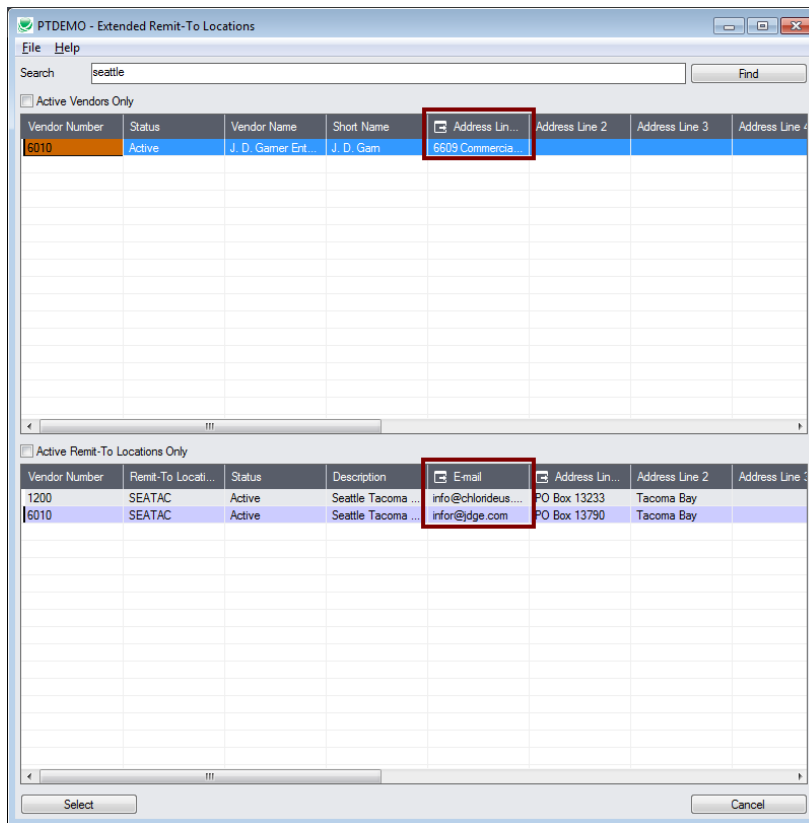 PTDEMO - Extended Remit-To Locations
File Help
Search seattle Find
Active Vendors Only
Vendor Number Status Vendor Name Short Name Address Lin... Address Line 2 Address Line 3 Address Line 4
6010 Active J. D. Garner Ent... J. D. Garn 6609 Commercia...
Active Remit-To Locations Only
Vendor Number Remit-To Locati... Status Description E-mail Address Lin... Address Line 2 Address Line 3
1200 SEATAC Active Seattle Tacoma ... info@chlorideus.... PO Box 13233 Tacoma Bay
6010 SEATAC Active Seattle Tacoma ... infor@jdge.com PO Box 13790 Tacoma Bay
Select Cancel